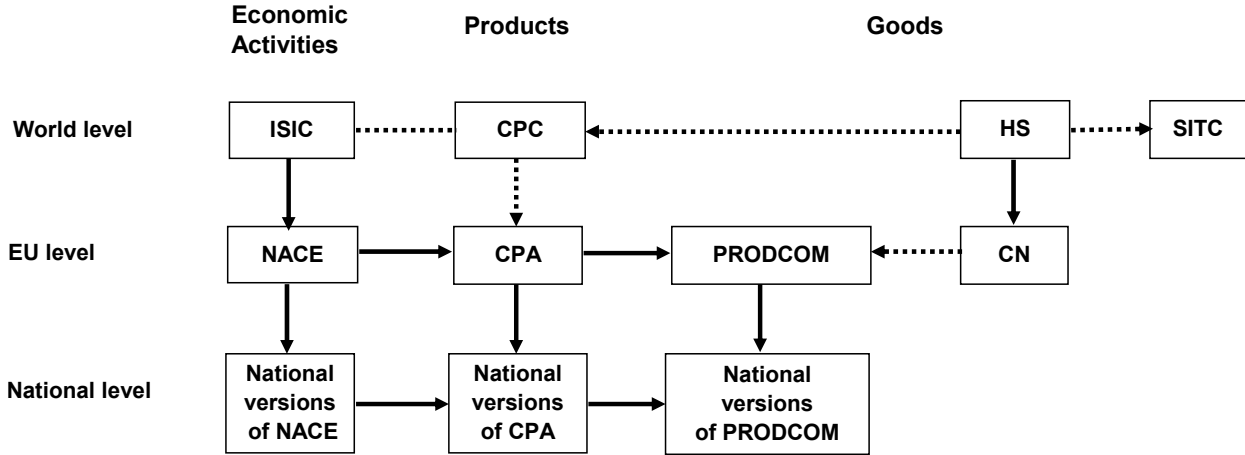 Economic
Activities
Products
Goods
World level
ISIC
CPC
HS
SITC
EU level
NACE
CPA
PRODCOM
CN
National level
National
versions
of NACE
National
versions
of CPA
National
versions
of PRODCOM